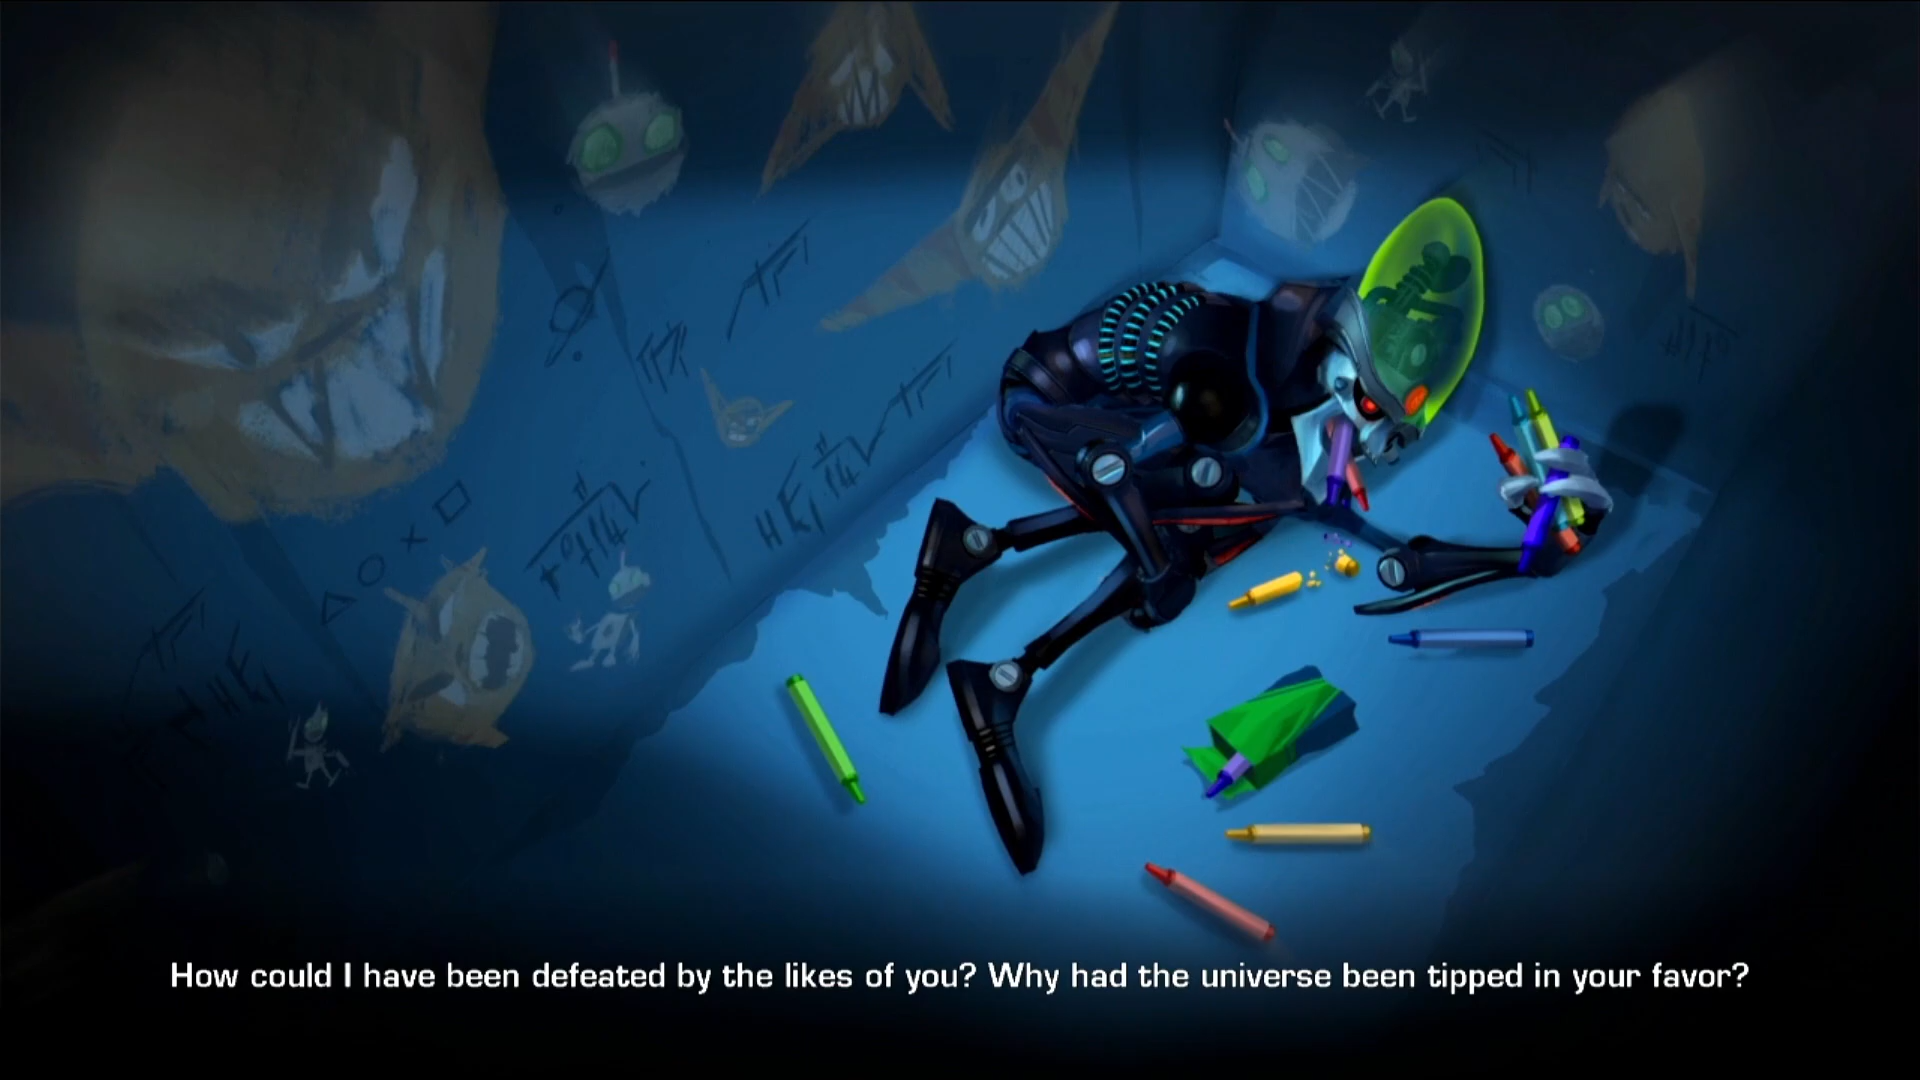 How could I have been defeated by the likes of you? Why had the universe been tipped in your favor?